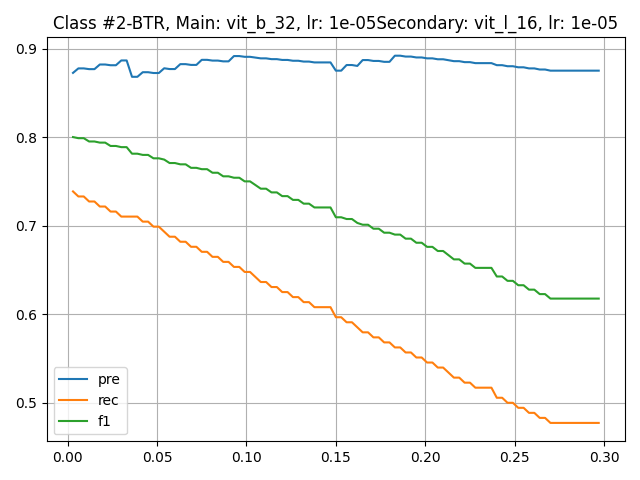 Class #2-BTR, Main: vit_b_32, lr: 1e-05Secondary: vit_l_16, lr: 1e-05
0.9
0.8
0.7
0.6
0.5
pre
rec
f1
0.00 0.05 0.10 0.15 0.20 0.25 0.30